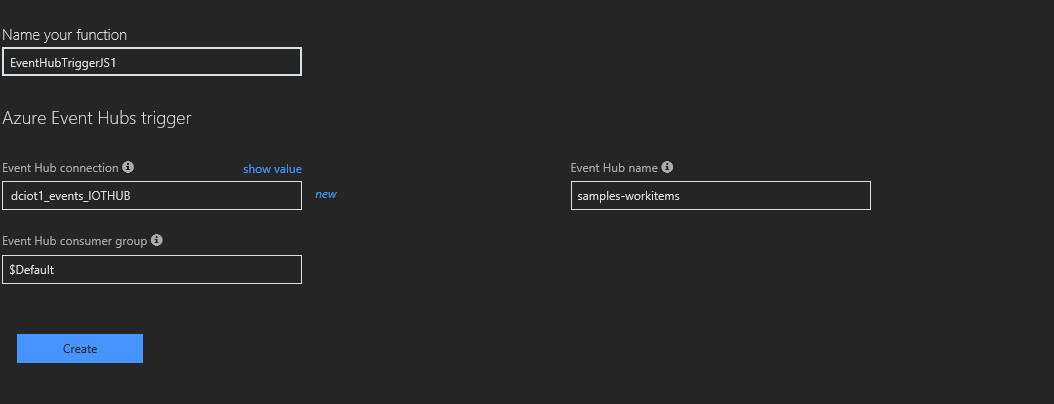 Name your function
EventHubTriggerJS1
Azure Event Hubs trigger
Event Hub connection show value
dciot1_events_IOTHUB new
Event Hub name
samples-workitems
Event Hub consumer group
$Default
Create